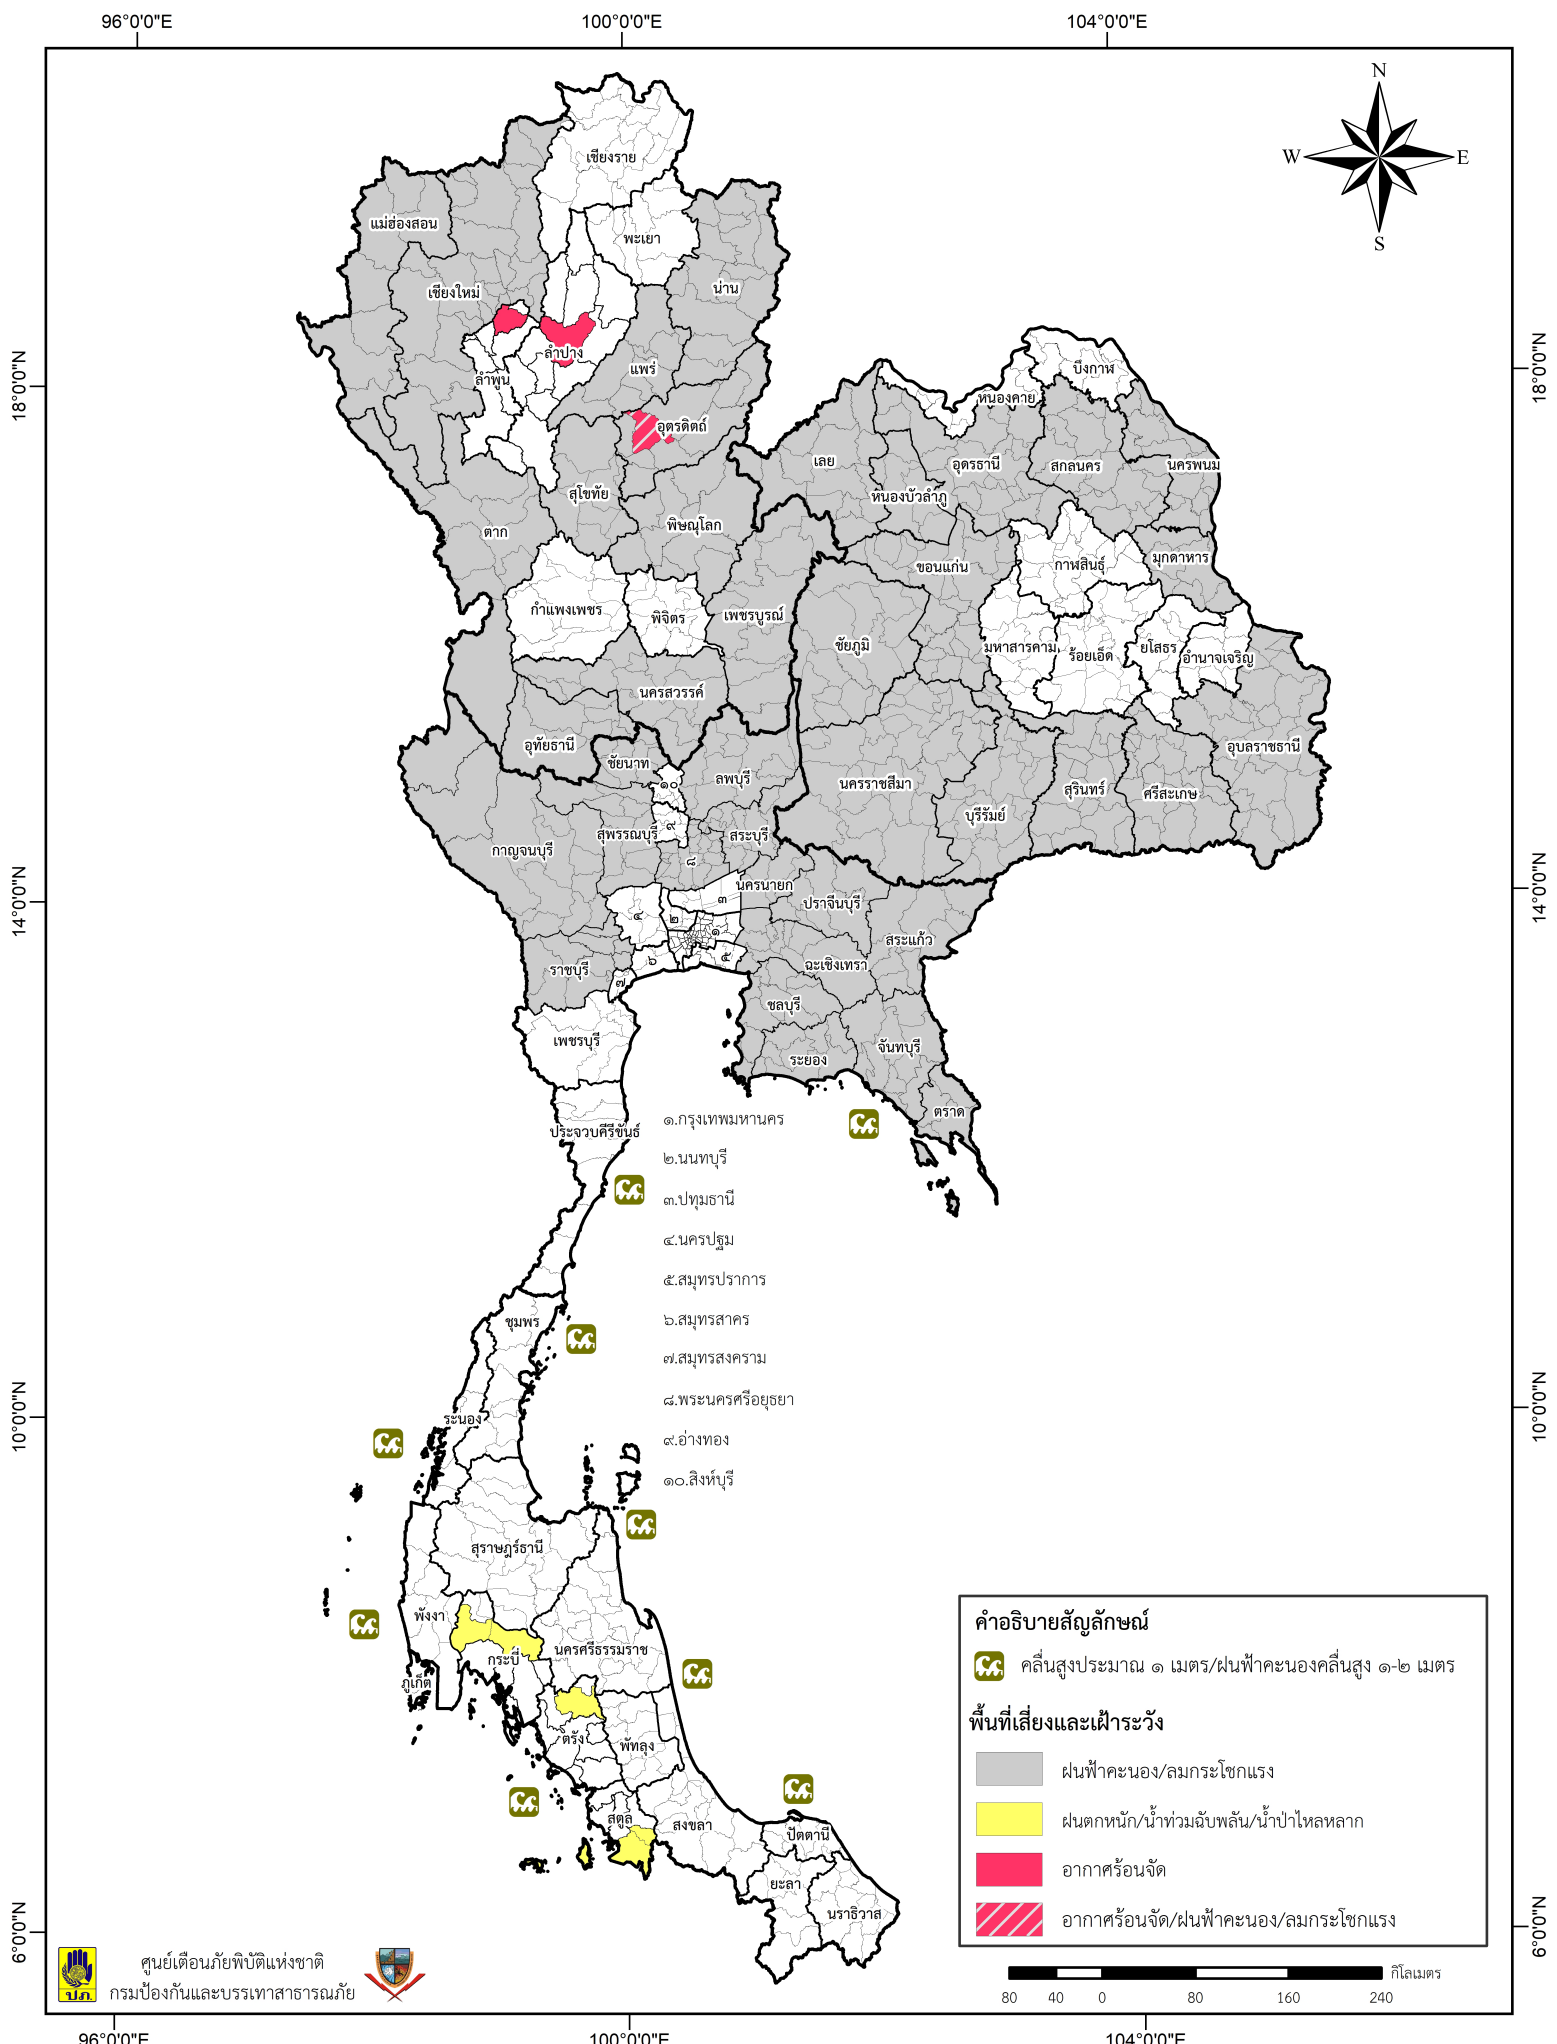 96°0'0"E 100°0'0"E 104°0'0"E
N
W E
S
เชียงราย
แม่ฮ่องสอน
พะเยา
น่าน
เชียงใหม่
ลำปาง
แพร่
ลำพูน
18°0'0"N
18°0'0"N
บึงกาฬ
หนองคาย
อุตรดิตถ์
เลย
อุดรธานี
สกลนคร
นครพนม
สุโขทัย
หนองบัวลำภู
พิษณุโลก
ตาก
มุกดาหาร
กาฬสินธุ์
ขอนแก่น
กำแพงเพชร
พิจิตร
เพชรบูรณ์
ชัยภูมิ
มหาสารคาม
ร้อยเอ็ด
ยโสธร
อำนาจเจริญ
นครสวรรค์
อุทัยธานี
อุบลราชธานี
ชัยนาท
ลพบุรี
๑๐
นครราชสีมา
สุรินทร์
ศรีสะเกษ
บุรีรัมย์
๙
สุพรรณบุรี
สระบุรี
กาญจนบุรี
๘
นครนายก
14°0'0"N
14°0'0"N
๓
ปราจีนบุรี
๔
๒
๑
สระแก้ว
๖
๕
ฉะเชิงเทรา
ราชบุรี
๗
ชลบุรี
เพชรบุรี
จันทบุรี
ระยอง
ตราด
ประจวบคีรีขันธ์
๑.กรุงเทพมหานคร
๒.นนทบุรี
๓.ปทุมธานี
๔.นครปฐม
๕.สมุทรปราการ
๖.สมุทรสาคร
๗.สมุทรสงคราม
๘.พระนครศรีอยุธยา
๙.อ่างทอง
๑๐.สิงห์บุรี
ชุมพร
ระนอง
10°0'0"N
10°0'0"N
สุราษฎร์ธานี
พังงา
นครศรีธรรมราช
กระบี่
ภูเก็ต
ตรัง
พัทลุง
สตูล
สงขลา
ปัตตานี
ยะลา
นราธิวาส
6°0'0"N
6°0'0"N
คำอธิบายสัญลักษณ์
คลื่นสูงประมาณ ๑ เมตร/ฝนฟ้าคะนองคลื่นสูง ๑-๒ เมตร
พื้นที่เสี่ยงและเฝ้าระวัง
ฝนฟ้าคะนอง/ลมกระโชกแรง
ฝนตกหนัก/น้ำท่วมฉับพลัน/น้ำป่าไหลหลาก
อากาศร้อนจัด
อากาศร้อนจัด/ฝนฟ้าคะนอง/ลมกระโชกแรง
กิโลเมตร
80 40 0 80 160 240
ปภ.
ศูนย์เตือนภัยพิบัติแห่งชาติ
กรมป้องกันและบรรเทาสาธารณภัย
96°0'0"E 100°0'0"E 104°0'0"E